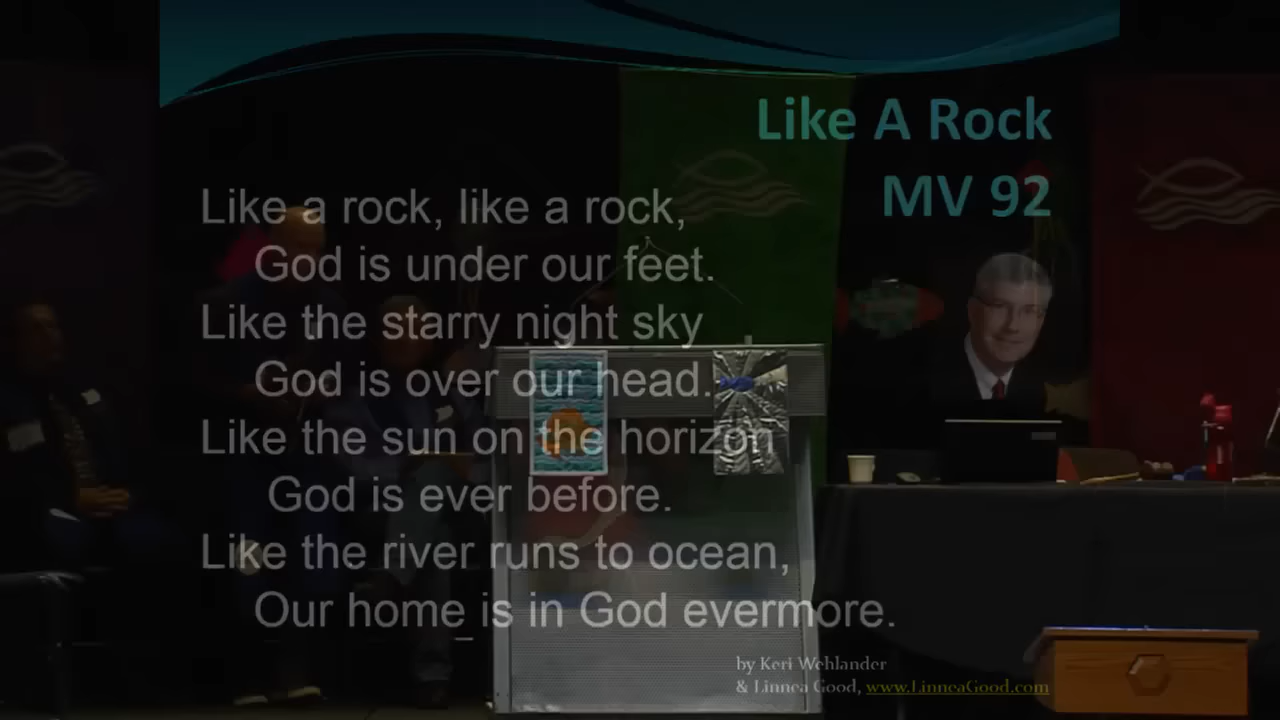 Like A Rock
MV 92
Like a rock, like a rock,
God is under our feet.
Like the starry night sky
God is over our head.
Like the sun on the horizon
God is ever before.
Like the river runs to ocean,
Our home is in God evermore.
by Keri Wehlander
& Linnea Good, www.LinneaGood.com